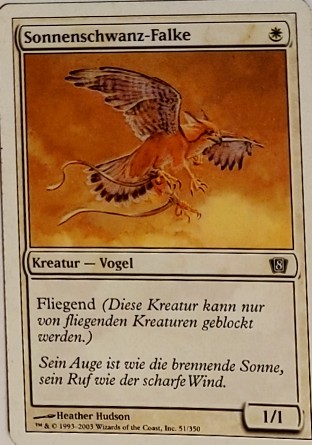 Sonnenschwanz-Falke
Kreatur — Vogel
8
Fliegend (Diese Kreatur kann nur
von fliegenden Kreaturen geblockt
werden.)
Sein Auge ist wie die brennende Sonne,
sein Ruf wie der scharfe Wind.
Heather Hudson
™ & © 1993-2003 Wizards of the Coast, Inc. 51/350
1/1